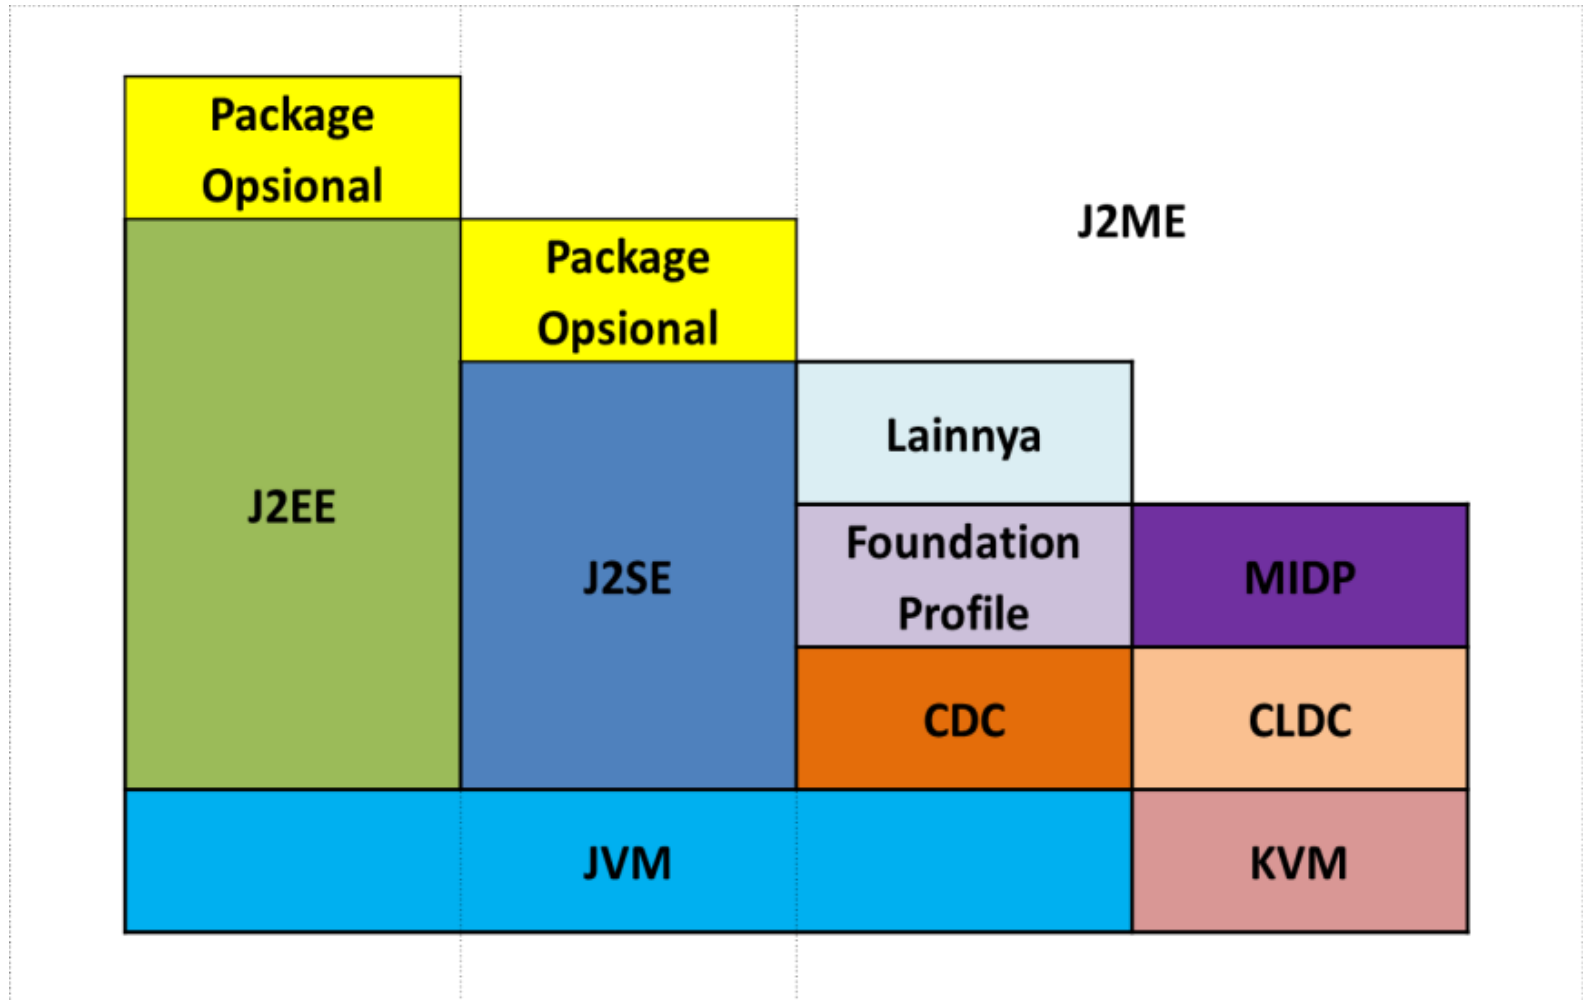 Package
Opsional
J2ME
Package
Opsional
Lainnya
J2EE
Foundation
Profile
J2SE
MIDP
CDC
CLDC
JVM
KVM